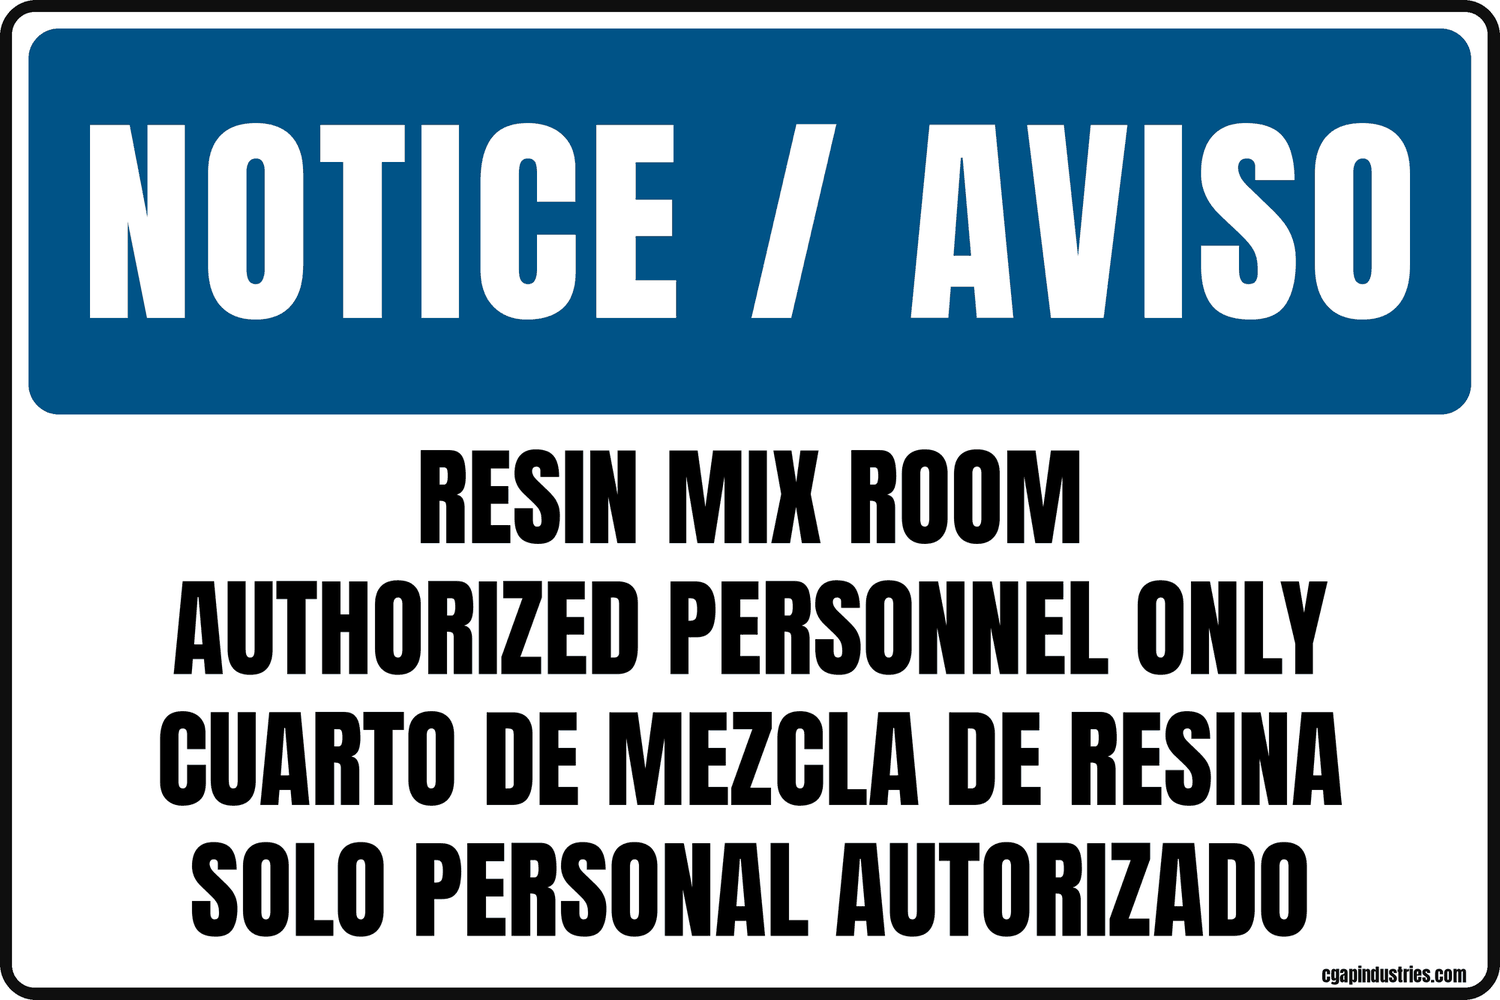 NOTICE / AVISO
RESIN MIX ROOM
AUTHORIZED PERSONNEL ONLY
CUARTO DE MEZCLA DE RESINA
SOLO PERSONAL AUTORIZADO
cgapindustries.com